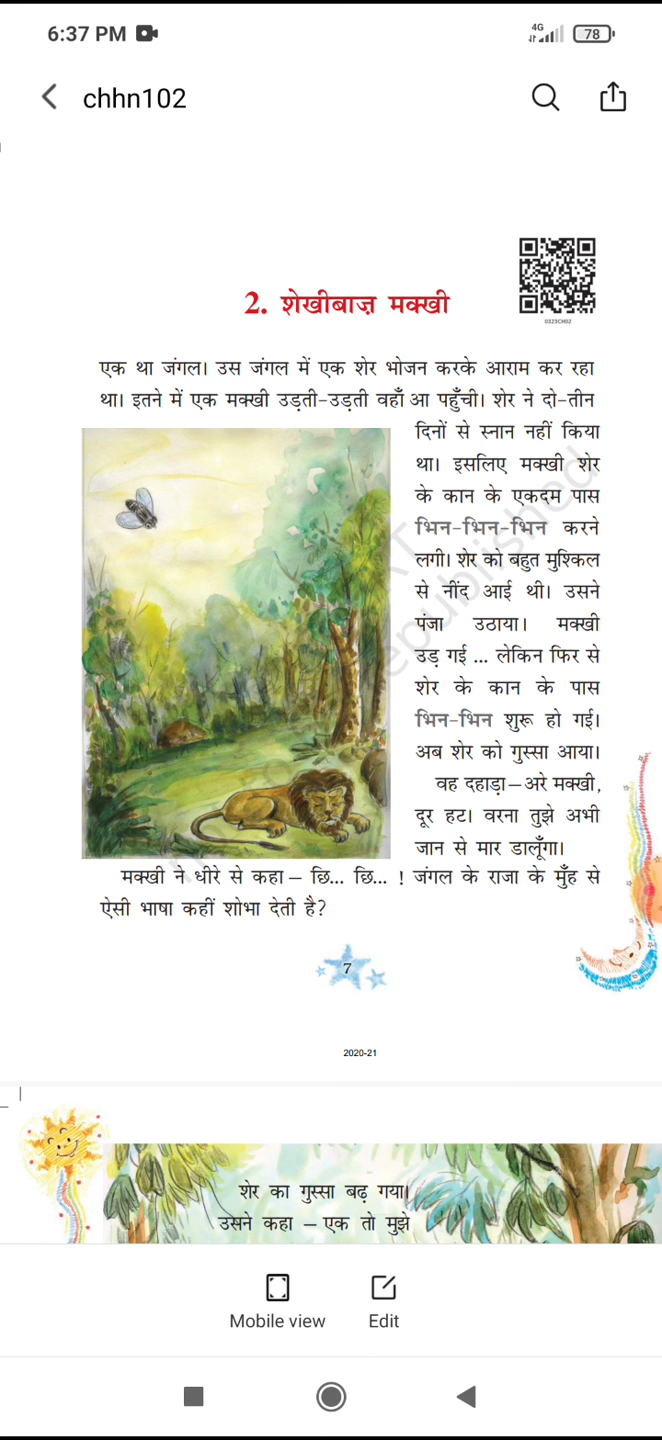 6:37 PM
4G
78
chhn102
0323CH02
2. शेखीबाज़ मक्खी
एक था जंगल। उस जंगल में एक शेर भोजन करके आराम कर रहा
था। इतने में एक मक्खी उड़ती-उड़ती वहाँ आ पहुँची। शेर ने दो-तीन
दिनों से स्नान नहीं किया
था। इसलिए मक्खी शेर
के कान के एकदम पास
भिन-भिन-भिन करने
लगी। शेर को बहुत मुश्किल
से नींद आई थी। उसने
पंजा उठाया। मक्खी
उड़ गई ... लेकिन फिर से
शेर के कान के पास
भिन-भिन शुरू हो गई।
अब शेर को गुस्सा आया।
वह दहाड़ा – अरे मक्खी,
दूर हट। वरना तुझे अभी
जान से मार डालूँगा।
मक्खी ने धीरे से कहा – छि... छि... ! जंगल के राजा के मुँह से
ऐसी भाषा कहीं शोभा देती है?
7
2020-21
शेर का गुस्सा बढ़ गया।
उसने कहा – एक तो मुझे
Mobile view
Edit